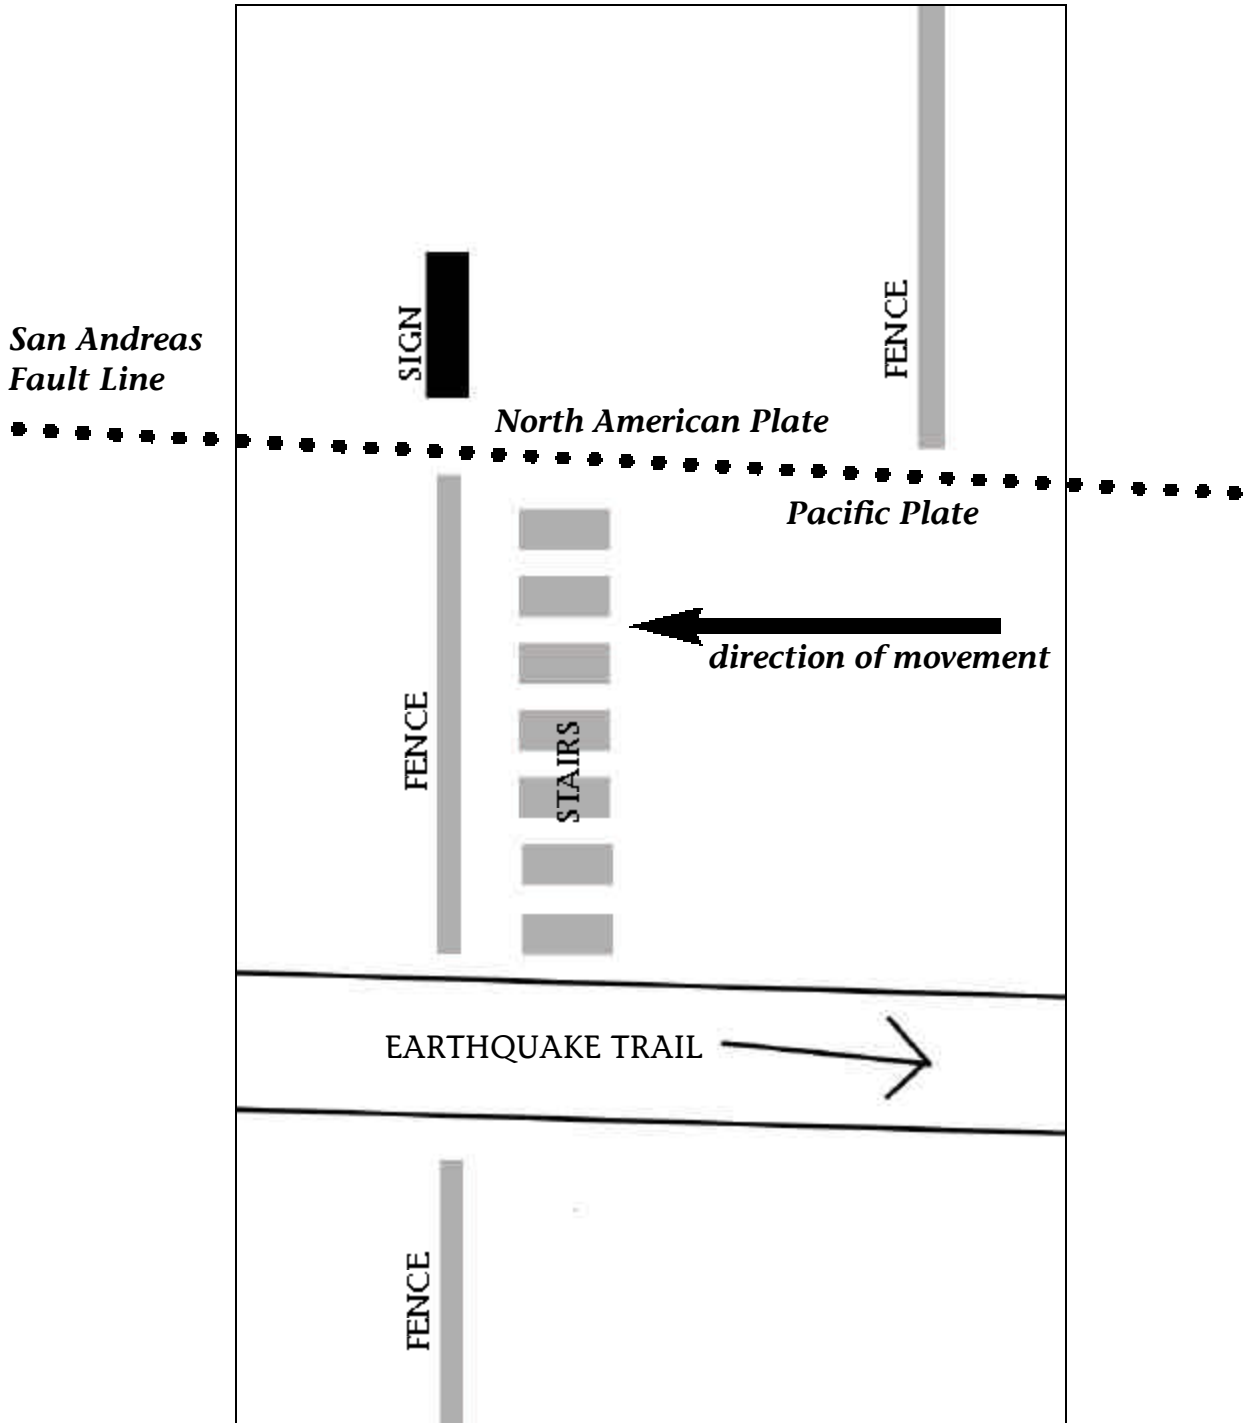 SIGN
FENCE
San Andreas
Fault Line
North American Plate
Pacific Plate
direction of movement
FENCE
STAIRS
EARTHQUAKE TRAIL
FENCE